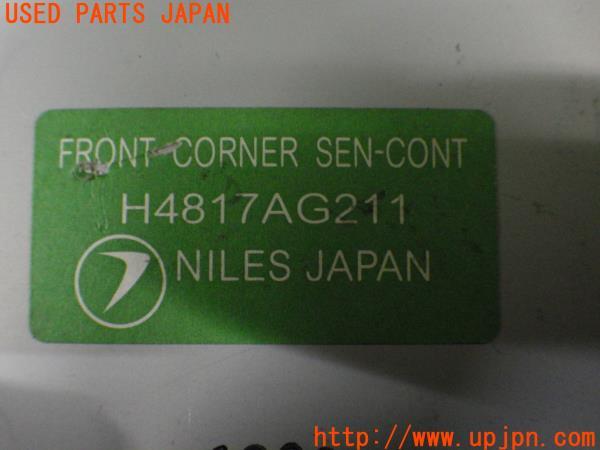 USED PARTS JAPAN
FRONT CORNER SEN-CONT
H4817AG211
NILES JAPAN
http://www.upjpn.com